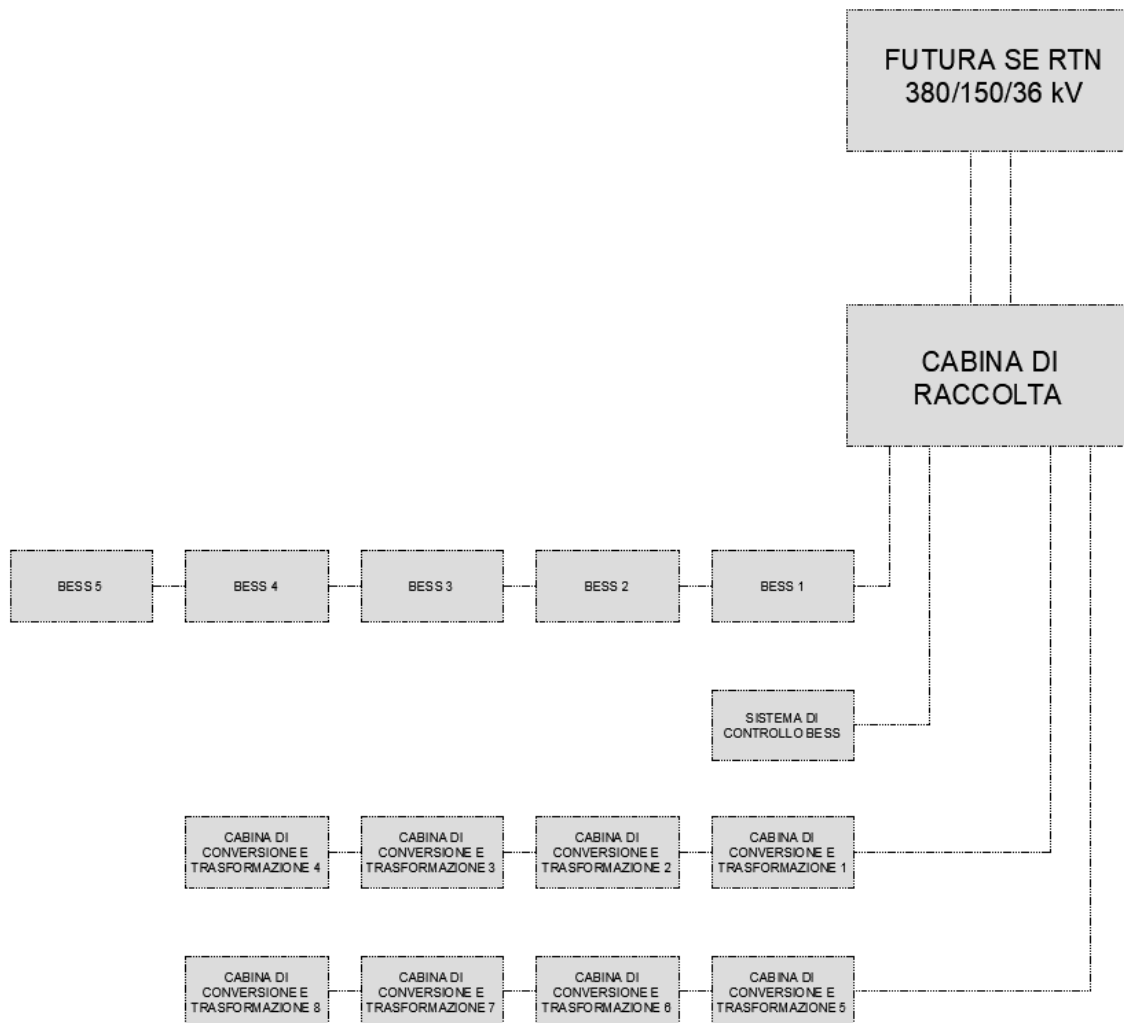 FUTURA SE RTN
380/150/36 kV
CABINA DI
RACCOLTA
BESS 5
BESS 4
BESS 3
BESS 2
BESS 1
SISTEMA DI
CONTROLLO BESS
CABINA DI
CONVERSIONE E
TRASFORMAZIONE 4
CABINA DI
CONVERSIONE E
TRASFORMAZIONE 3
CABINA DI
CONVERSIONE E
TRASFORMAZIONE 2
CABINA DI
CONVERSIONE E
TRASFORMAZIONE 1
CABINA DI
CONVERSIONE E
TRASFORMAZIONE 8
CABINA DI
CONVERSIONE E
TRASFORMAZIONE 7
CABINA DI
CONVERSIONE E
TRASFORMAZIONE 6
CABINA DI
CONVERSIONE E
TRASFORMAZIONE 5